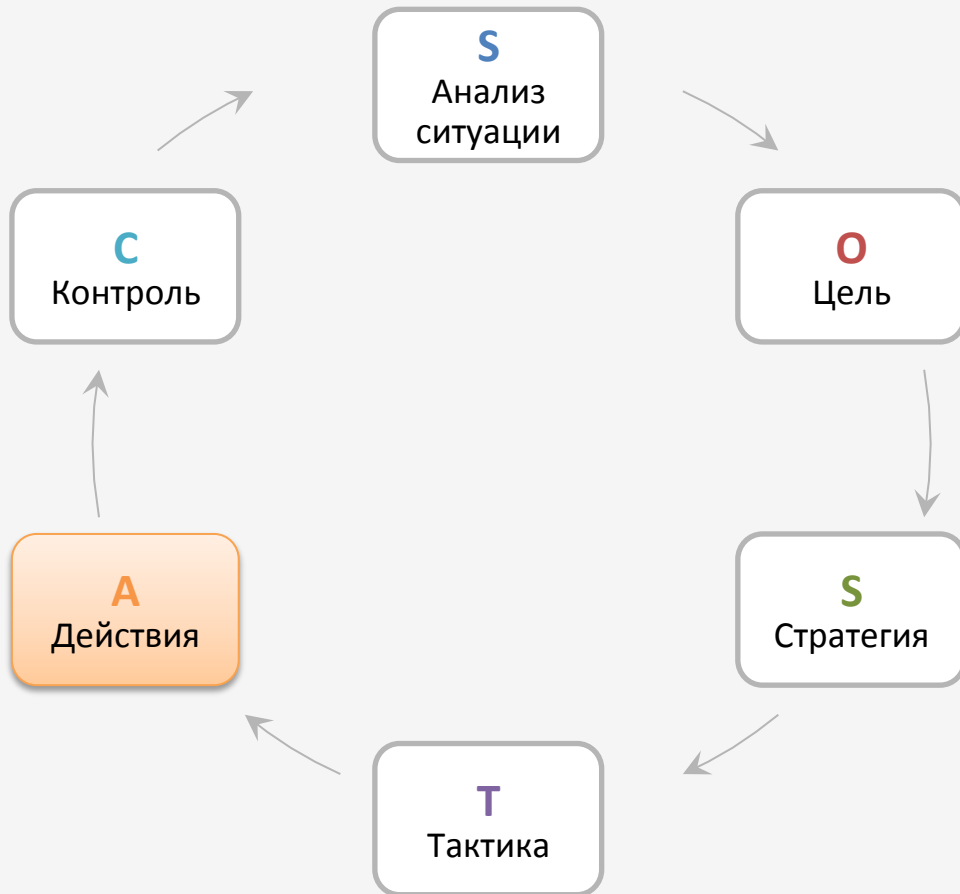 S
Анализ
ситуации
O
Цель
S
Стратегия
T
Тактика
A
Действия
C
Контроль